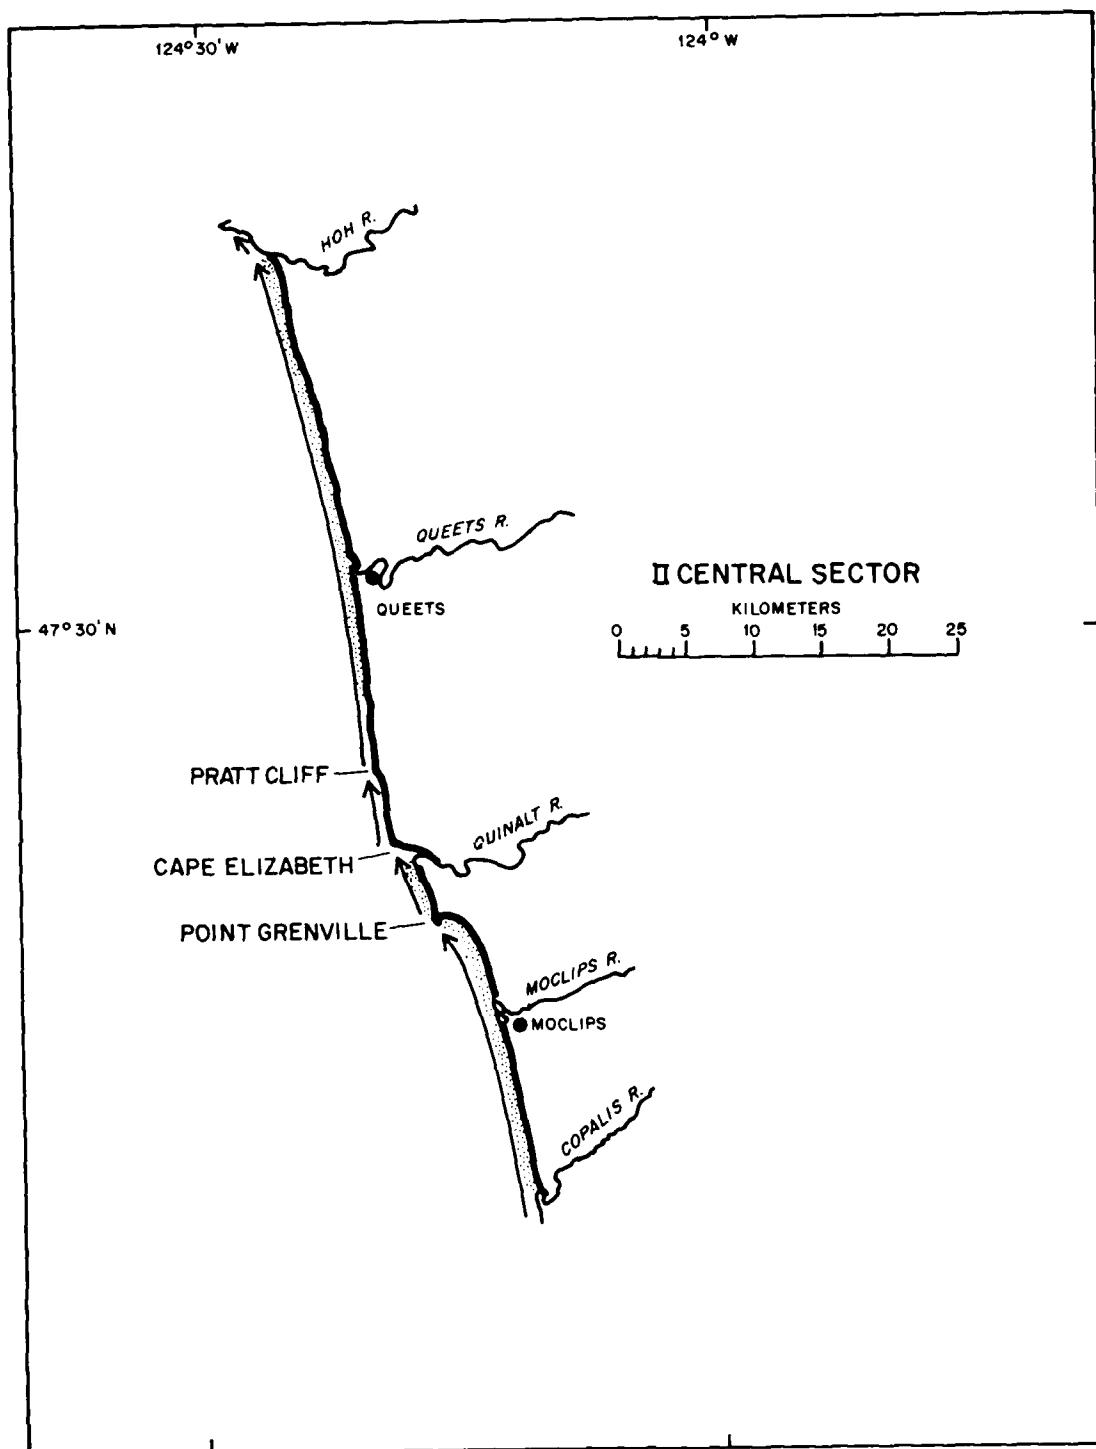 124°30'W
124°W
HOH R.
QUEETS R.
QUEETS
II CENTRAL SECTOR
KILOMETERS
0 5 10 15 20 25
47°30'N
PRATT CLIFF
QUINALT R.
CAPE ELIZABETH
POINT GRENVILLE
MOCLIPS R.
MOCLIPS
COPALIS R.